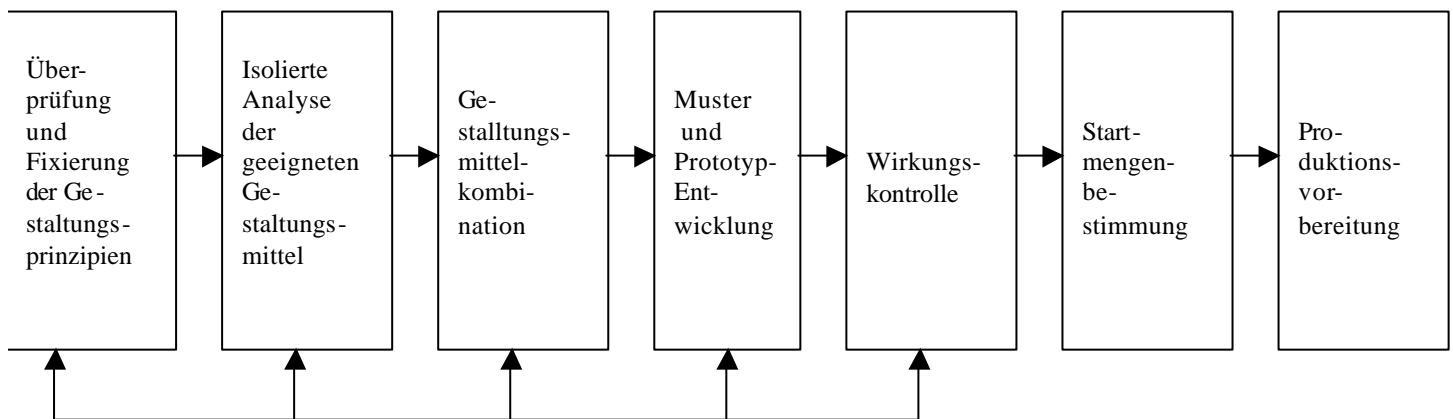 Über-
prüfung
und
Fixierung
der Ge-
staltungs-
prinzipien
Isolierte
Analyse
der
geeigneten
Ge-
staltungs-
mittel
Ge-
stalltungs-
mittel-
kombi-
nation
Muster
und
Prototyp-
Ent-
wicklung
Wirkungs-
kontrolle
Start-
mengen-
be-
stimmung
Pro-
duktions-
vor-
bereitung